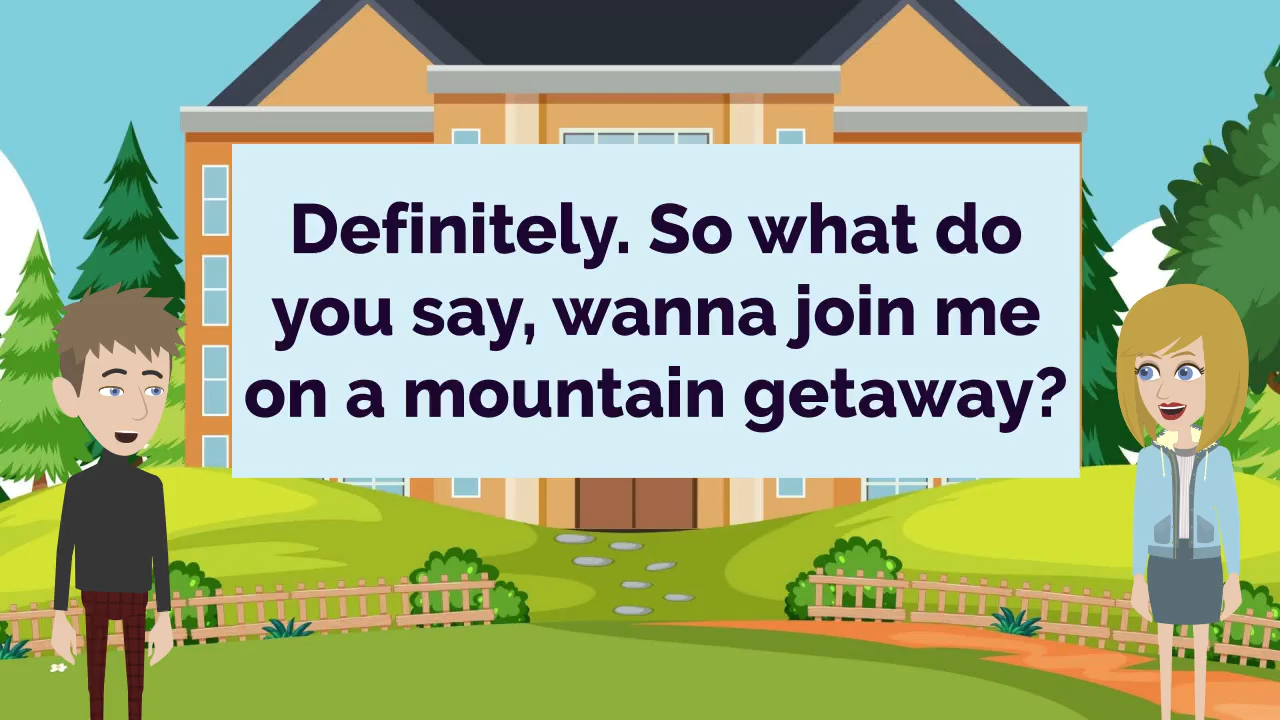 Definitely. So what do
you say, wanna join me
on a mountain getaway?